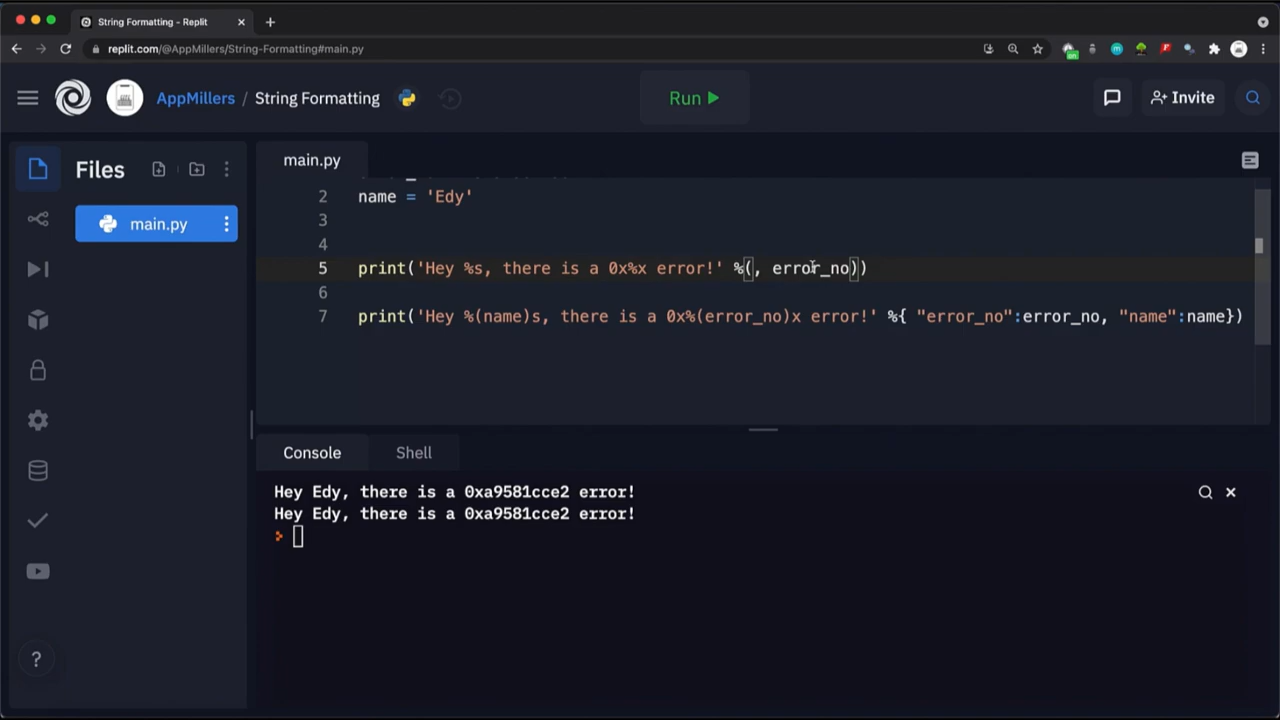 String Formatting - Replit
replit.com/@AppMillers/String-Formatting#main.py
AppMillers / String Formatting
Run
Invite
Files
main.py
main.py
2 name = 'Edy'
3
4
5 print('Hey %s, there is a 0x%x error!' %(, error_no))
6
7 print('Hey %(name)s, there is a 0x%(error_no)x error!' %{ "error_no":error_no, "name":name})
Console Shell
Hey Edy, there is a 0xa9581cce2 error!
Hey Edy, there is a 0xa9581cce2 error!
>
?